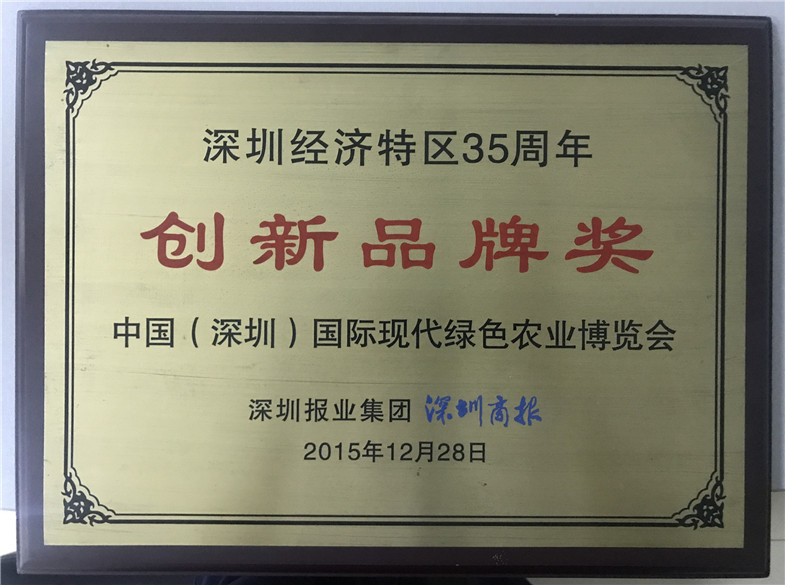 深圳经济特区35周年
创新品牌奖
中国（深圳）国际现代绿色农业博览会
深圳报业集团 深圳商报
2015年12月28日